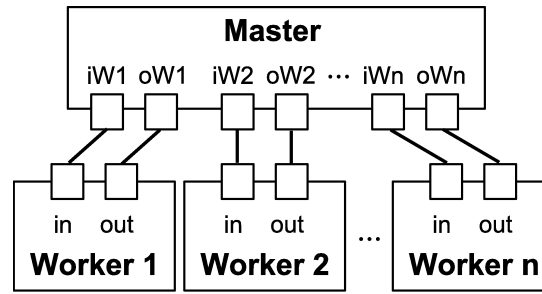 Master
iW1 oW1 iW2 oW2 ... iWn oWn
in out in out ... in out
Worker 1 Worker 2 Worker n